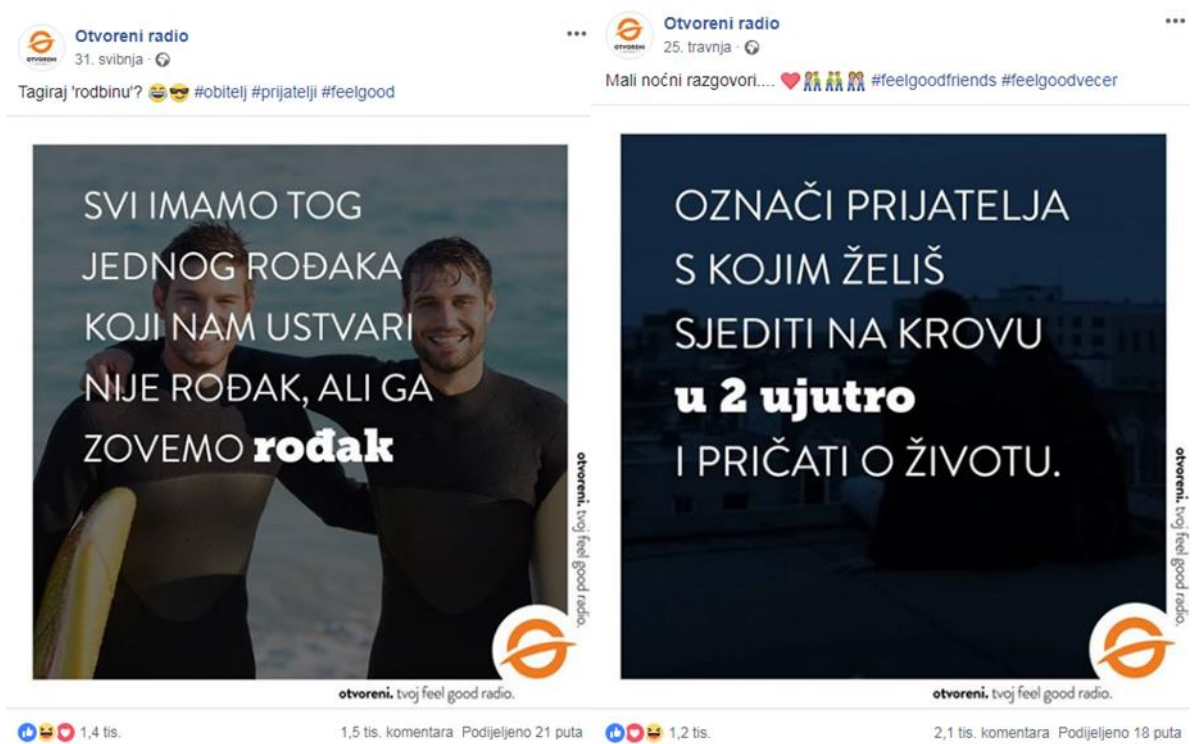 Otvoreni radio
31. svibnja
Tagiraj 'rodbinu'? 😂😎 #obitelj #prijatelji #feelgood
SVI IMAMO TOG
JEDNOG ROĐAKA
KOJI NAM USTVARI
NIJE ROĐAK, ALI GA
ZOVEMO rođak
otvoreni. tvoj feel good radio.
otvoreni. tvoj feel good radio.
1,4 tis.
1,5 tis. komentara Podijeljeno 21 puta
OTVORENI
Otvoreni radio
25. travnja
Mali noćni razgovori.... ❤️👫👬👭 #feelgoodfriends #feelgoodvecer
OZNAČI PRIJATELJA
S KOJIM ŽELIŠ
SJEDITI NA KROVU
u 2 ujutro
I PRIČATI O ŽIVOTU.
otvoreni. tvoj feel good radio.
otvoreni. tvoj feel good radio.
1,2 tis.
2,1 tis. komentara Podijeljeno 18 puta
OTVORENI